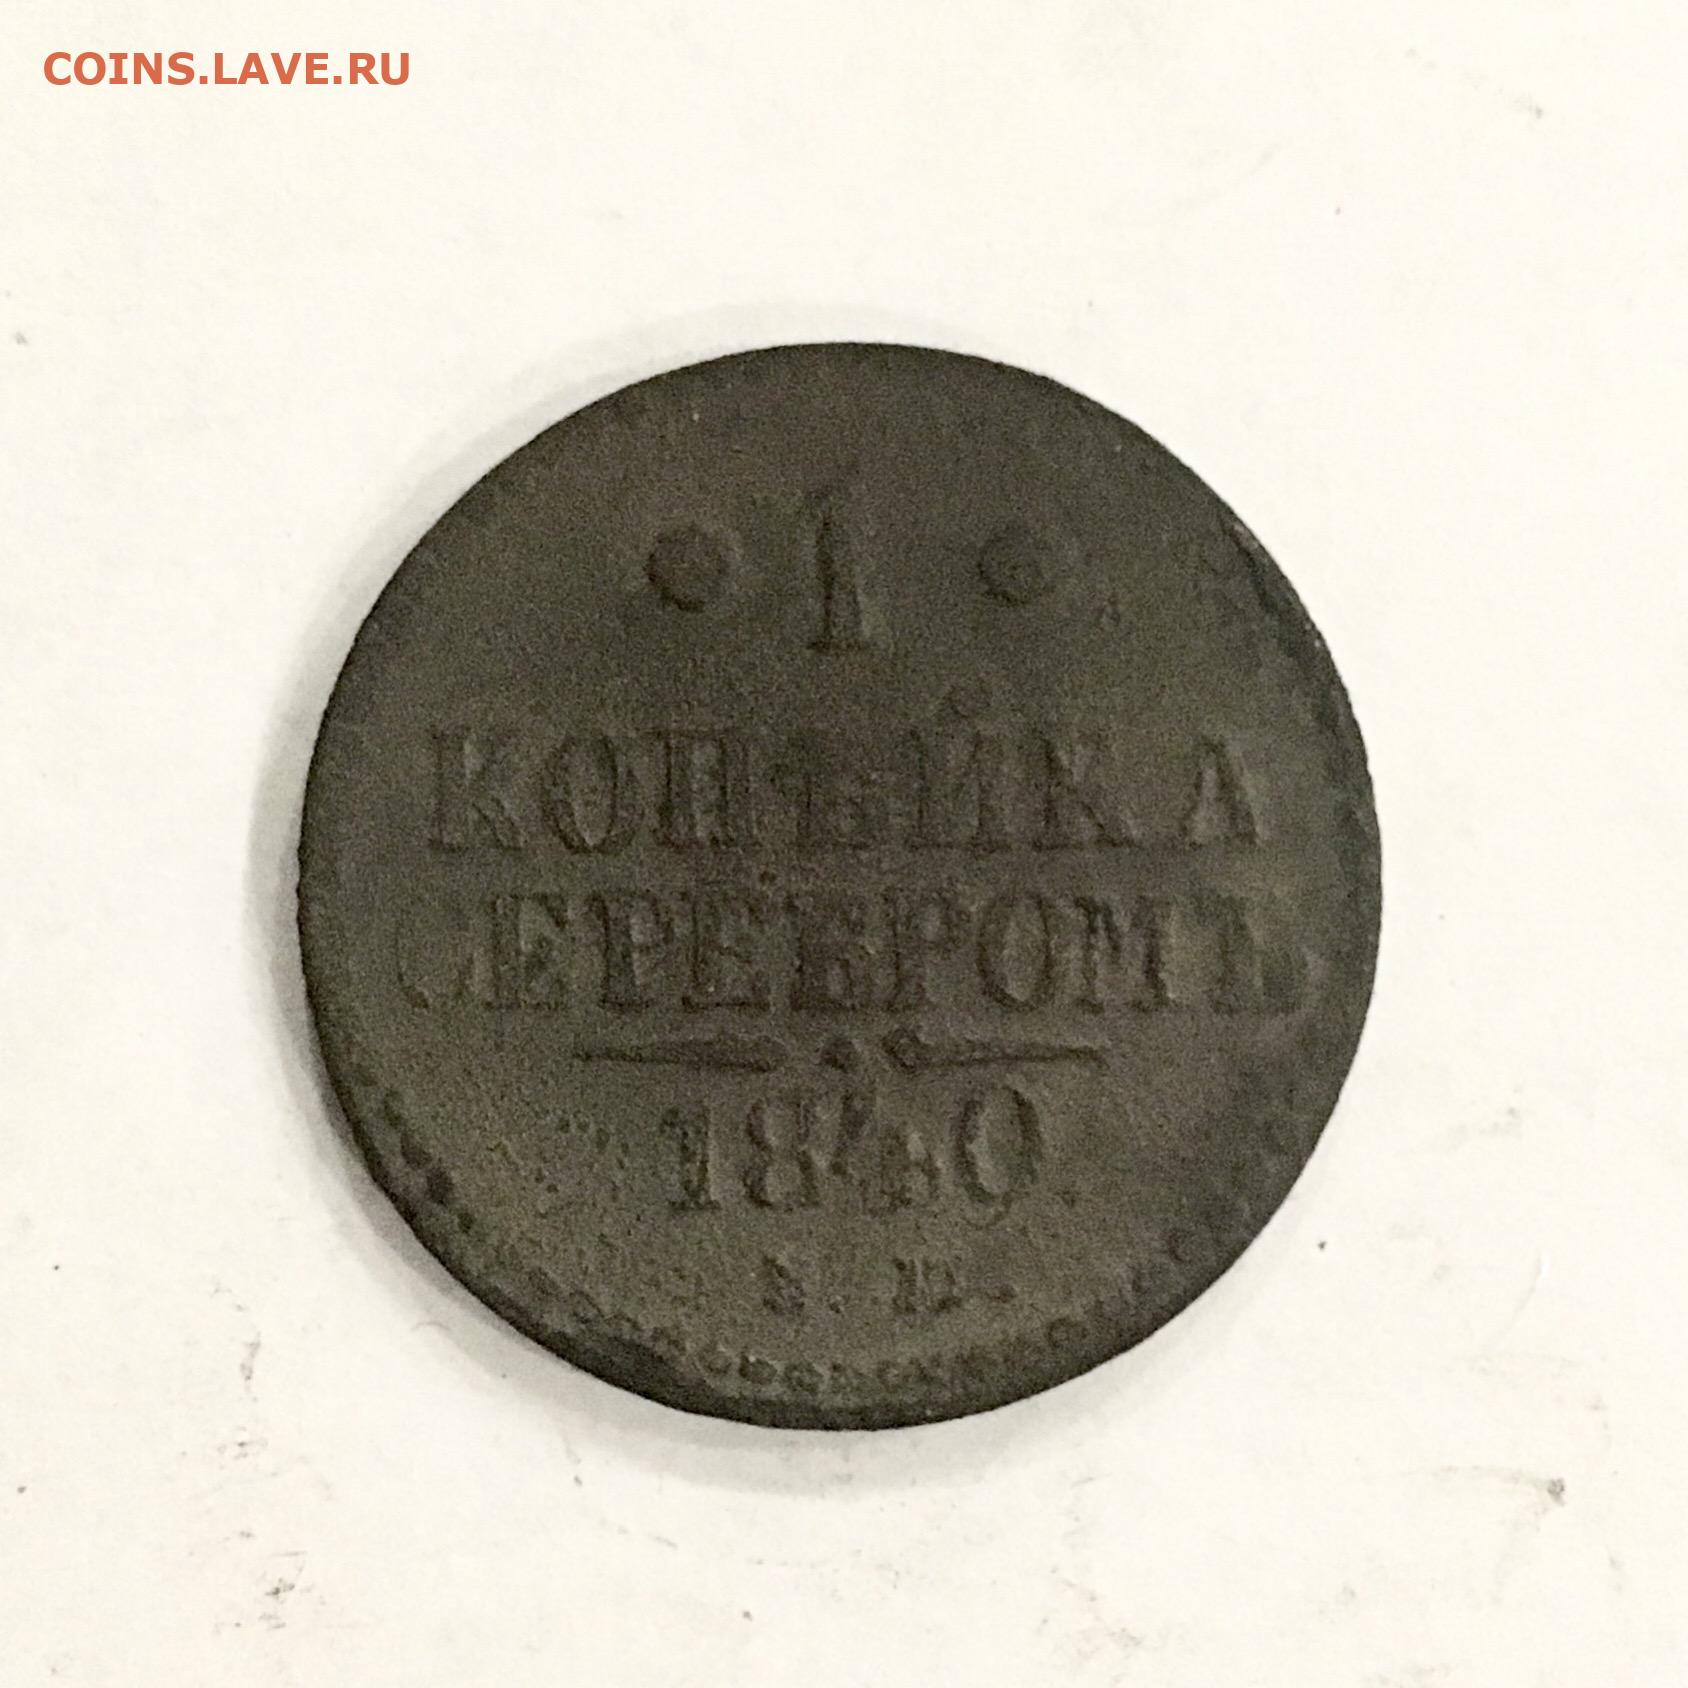 COINS.LAVE.RU
1
КОПѢЙКА
СЕРЕБРОМЪ
1840